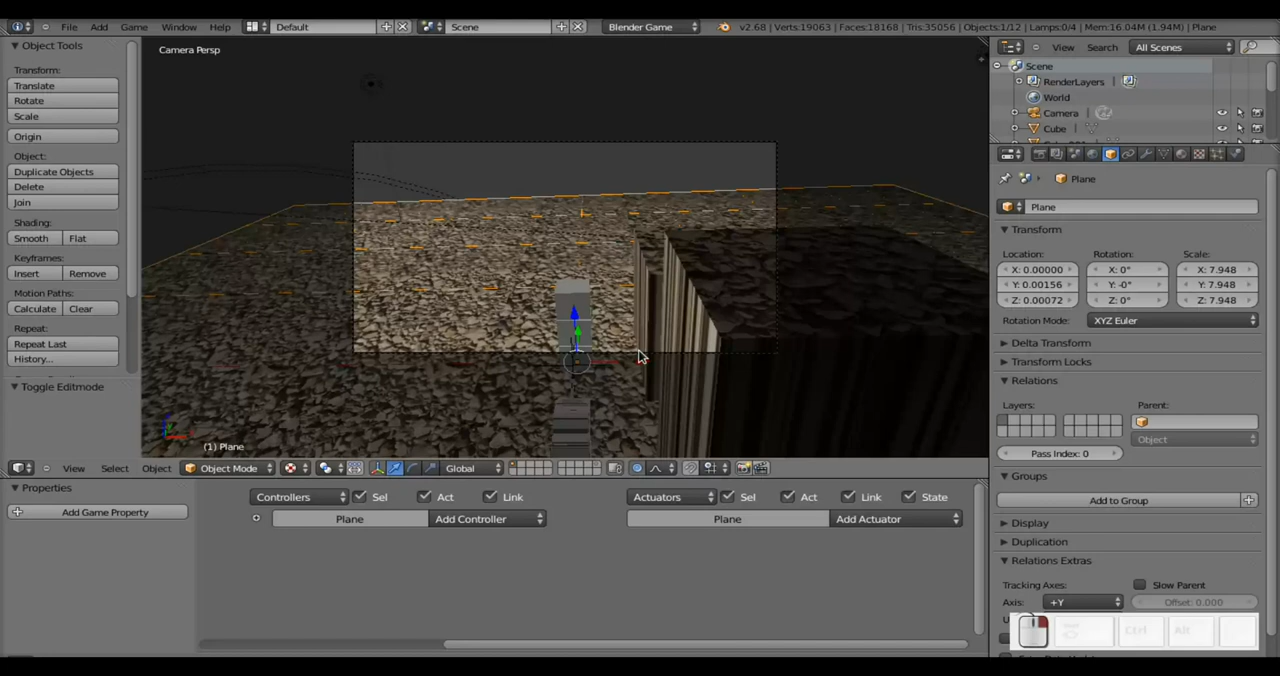 File Add Game Window Help Default Scene Blender Game v2.68 | Verts:19063 | Faces:18168 | Tris:35056 | Objects:1/12 | Lamps:0/4 | Mem:16.04M (1.94M) | Plane
Object Tools
Transform:
Translate
Rotate
Scale
Origin
Object:
Duplicate Objects
Delete
Join
Shading:
Smooth Flat
Keyframes:
Insert Remove
Motion Paths:
Calculate Clear
Repeat:
Repeat Last
History...
Toggle Editmode
Camera Persp
(1) Plane
View Select Object Object Mode Global
View Search All Scenes
Scene
RenderLayers |
World
Camera |
Cube |
Plane
Plane
Transform
Location: Rotation: Scale:
X: 0.00000 X: 0° X: 7.948
Y: 0.00156 Y: -0° Y: 7.948
Z: 0.00072 Z: 0° Z: 7.948
Rotation Mode: XYZ Euler
Delta Transform
Transform Locks
Relations
Layers: Parent:
Object
Pass Index: 0
Groups
Add to Group
Display
Duplication
Relations Extras
Tracking Axes: Slow Parent
Axis: +Y Offset: 0.000
Ctrl Alt
Properties
Add Game Property
Controllers Sel Act Link
Plane Add Controller
Actuators Sel Act Link State
Plane Add Actuator